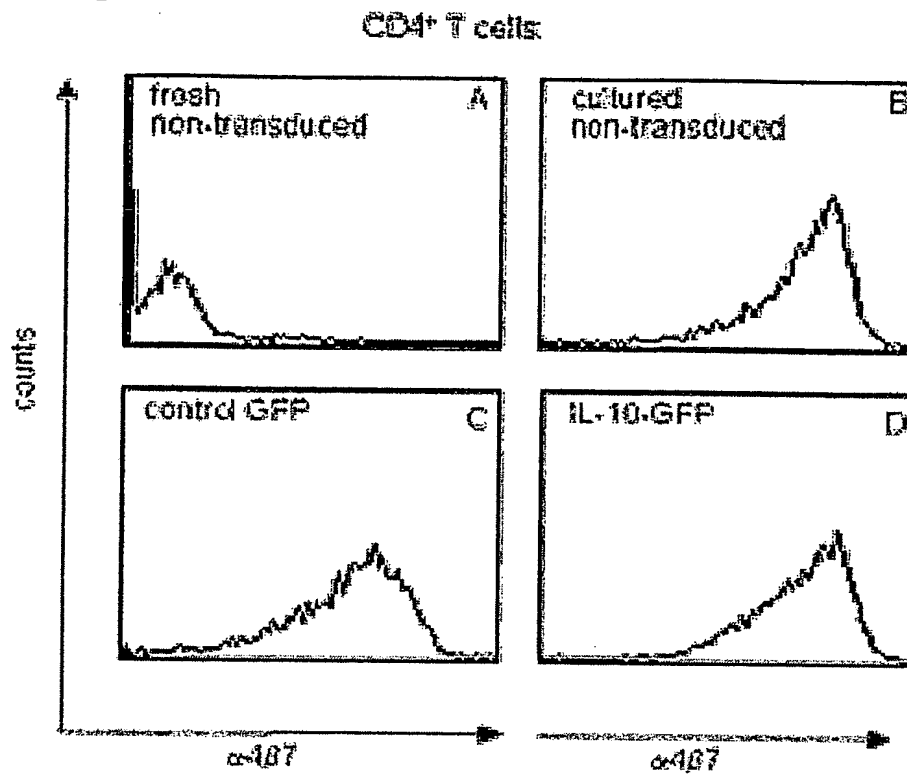 CD4+ T cells
fresh
non-transduced
A
cultured
non-transduced
B
counts
control GFP
C
IL-10-GFP
D
α4β7
α4β7